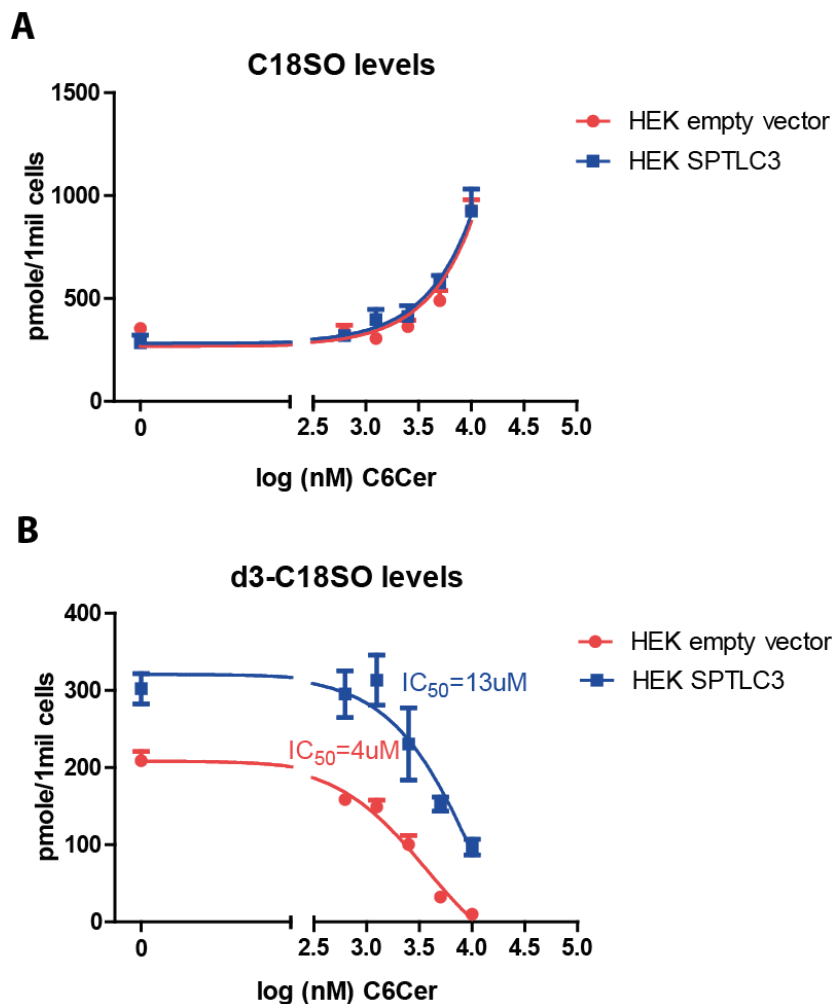 A
C18SO levels
1500
1000
500
0
pmole/1mil cells
0
2.5 3.0 3.5 4.0 4.5 5.0
log (nM) C6Cer
HEK empty vector
HEK SPTLC3
B
d3-C18SO levels
400
300
200
100
0
pmole/1mil cells
IC50=13uM
IC50=4uM
0
2.5 3.0 3.5 4.0 4.5 5.0
log (nM) C6Cer
HEK empty vector
HEK SPTLC3